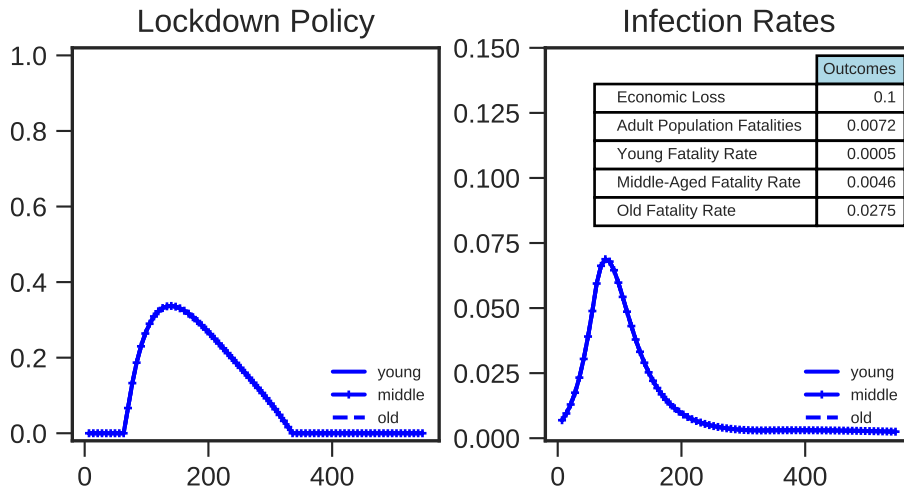 Lockdown Policy
1.0
0.8
0.6
0.4
0.2
0.0
0
200
400
young
middle
old
Infection Rates
0.150
0.125
0.100
0.075
0.050
0.025
0.000
0
200
400
Outcomes
Economic Loss 0.1
Adult Population Fatalities 0.0072
Young Fatality Rate 0.0005
Middle-Aged Fatality Rate 0.0046
Old Fatality Rate 0.0275
young
middle
old